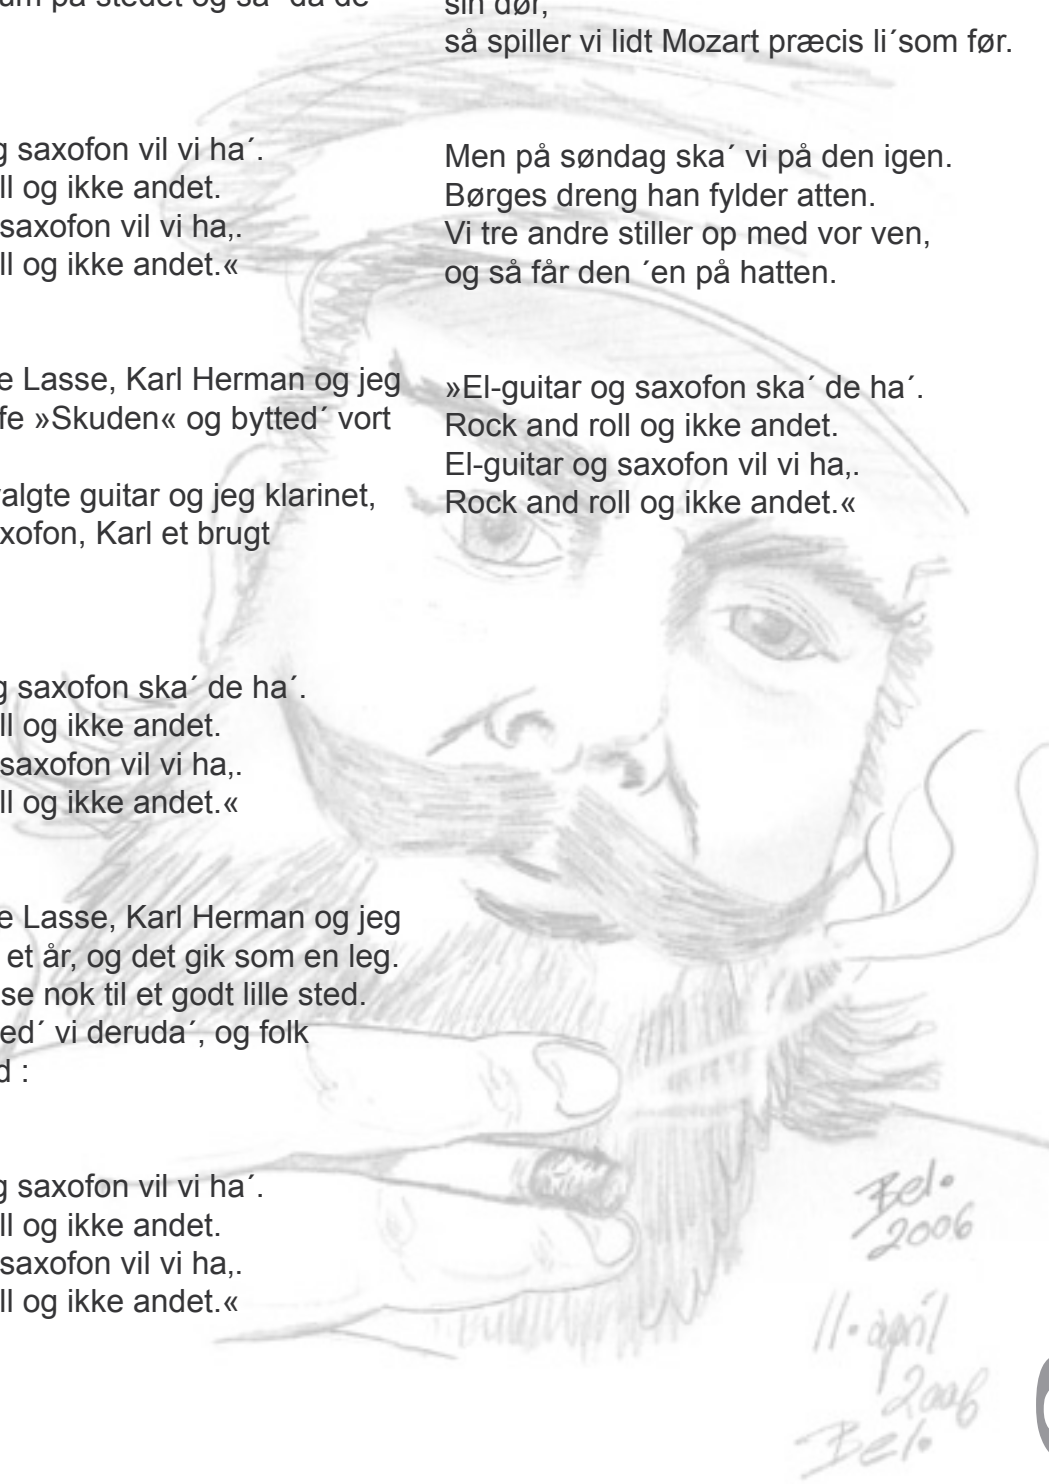 um på stedet og så da de
g saxofon vil vi ha´.
ll og ikke andet.
saxofon vil vi ha,.
ll og ikke andet.«
e Lasse, Karl Herman og jeg
fe »Skuden« og bytted´ vort
algte guitar og jeg klarinet,
xofon, Karl et brugt
g saxofon ska´ de ha´.
ll og ikke andet.
saxofon vil vi ha,.
ll og ikke andet.«
e Lasse, Karl Herman og jeg
et år, og det gik som en leg.
se nok til et godt lille sted.
ed´ vi deruda´, og folk
d :
g saxofon vil vi ha´.
ll og ikke andet.
saxofon vil vi ha,.
ll og ikke andet.«
sin dør,
så spiller vi lidt Mozart præcis li´som før.
Men på søndag ska´ vi på den igen.
Børges dreng han fylder atten.
Vi tre andre stiller op med vor ven,
og så får den ´en på hatten.
»El-guitar og saxofon ska´ de ha´.
Rock and roll og ikke andet.
El-guitar og saxofon vil vi ha,.
Rock and roll og ikke andet.«
Bel.
2006
11. april
2006
Bel.